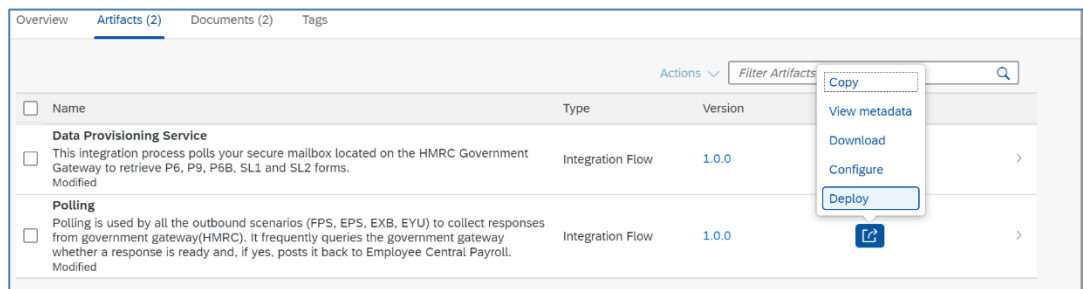 Overview Artifacts (2) Documents (2) Tags
Actions Filter Artifacts
Copy
View metadata
Download
Configure
Deploy
Name Type Version
Data Provisioning Service
This integration process polls your secure mailbox located on the HMRC Government
Gateway to retrieve P6, P9, P6B, SL1 and SL2 forms.
Modified
Integration Flow 1.0.0
Polling
Polling is used by all the outbound scenarios (FPS, EPS, EXB, EYU) to collect responses
from government gateway(HMRC). It frequently queries the government gateway
whether a response is ready and, if yes, posts it back to Employee Central Payroll.
Modified
Integration Flow 1.0.0